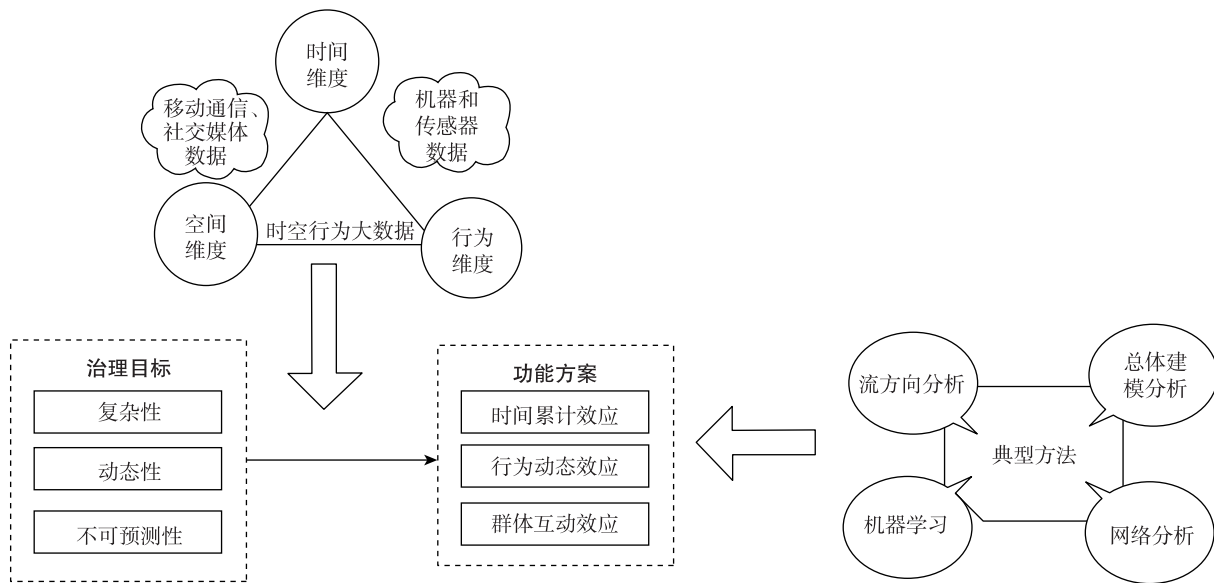 时间
维度
移动通信、
社交媒体
数据
机器和
传感器
数据
空间
维度
时空行为大数据
行为
维度
治理目标
复杂性
动态性
不可预测性
功能方案
时间累计效应
行为动态效应
群体互动效应
流方向分析
总体建
模分析
典型方法
机器学习
网络分析